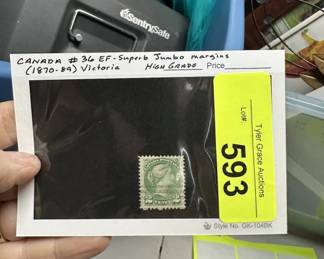 SentrySafe
CANADA # 36 EF-Superb Jumbo margins
(1870-89) Victoria HIGH GRADE Price
Lot#:
593
Tyler Grace Auctions
Style No. GK-104BK